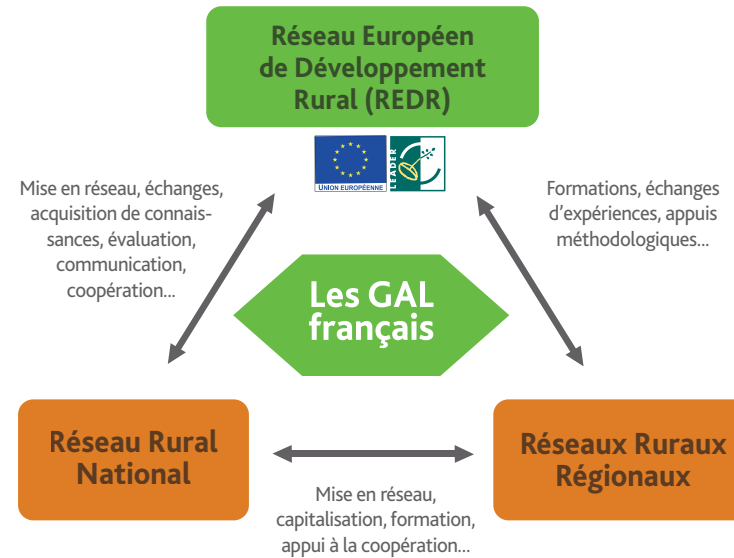 Réseau Européen
de Développement
Rural (REDR)
UNION EUROPÉENNE
LEADER
Mise en réseau, échanges,
acquisition de connais-
sances, évaluation,
communication,
coopération...
Formations, échanges
d’expériences, appuis
méthodologiques...
Les GAL
français
Réseau Rural
National
Réseaux Ruraux
Régionaux
Mise en réseau,
capitalisation, formation,
appui à la coopération...